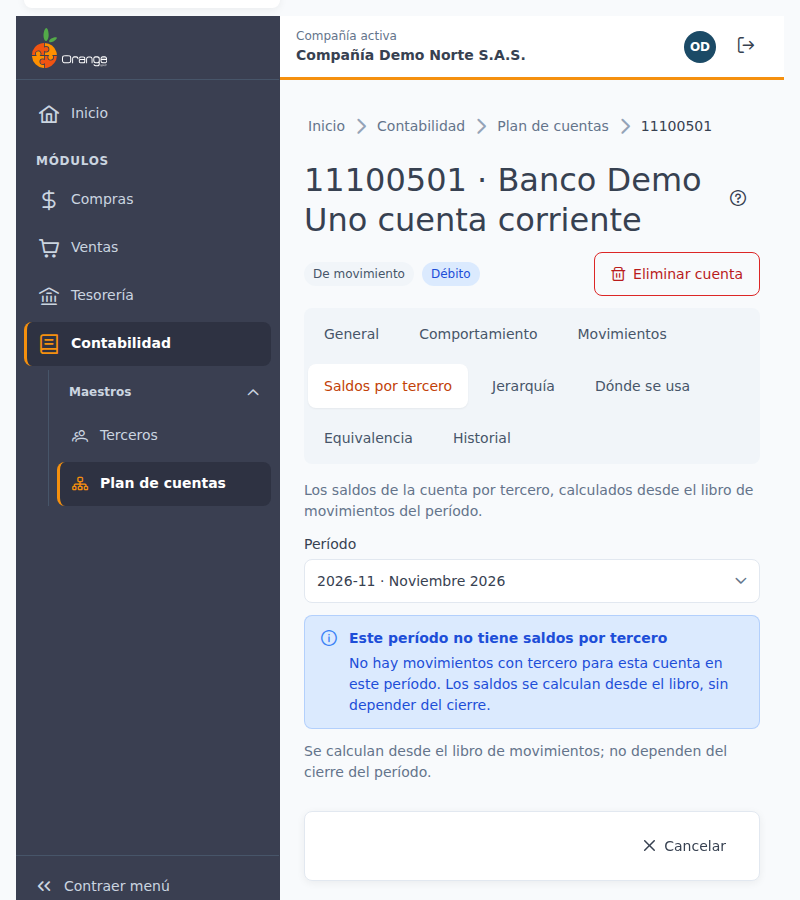 Orange
Inicio
MÓDULOS
Compras
Ventas
Tesorería
Contabilidad
Maestros
Terceros
Plan de cuentas
Contraer menú
Compañía activa
Compañía Demo Norte S.A.S.
OD
Inicio Contabilidad Plan de cuentas 11100501
11100501 · Banco Demo
Uno cuenta corriente
De movimiento Débito Eliminar cuenta
General Comportamiento Movimientos
Saldos por tercero Jerarquía Dónde se usa
Equivalencia Historial
Los saldos de la cuenta por tercero, calculados desde el libro de
movimientos del período.
Período
2026-11 · Noviembre 2026
Este período no tiene saldos por tercero
No hay movimientos con tercero para esta cuenta en
este período. Los saldos se calculan desde el libro, sin
depender del cierre.
Se calculan desde el libro de movimientos; no dependen del
cierre del período.
Cancelar